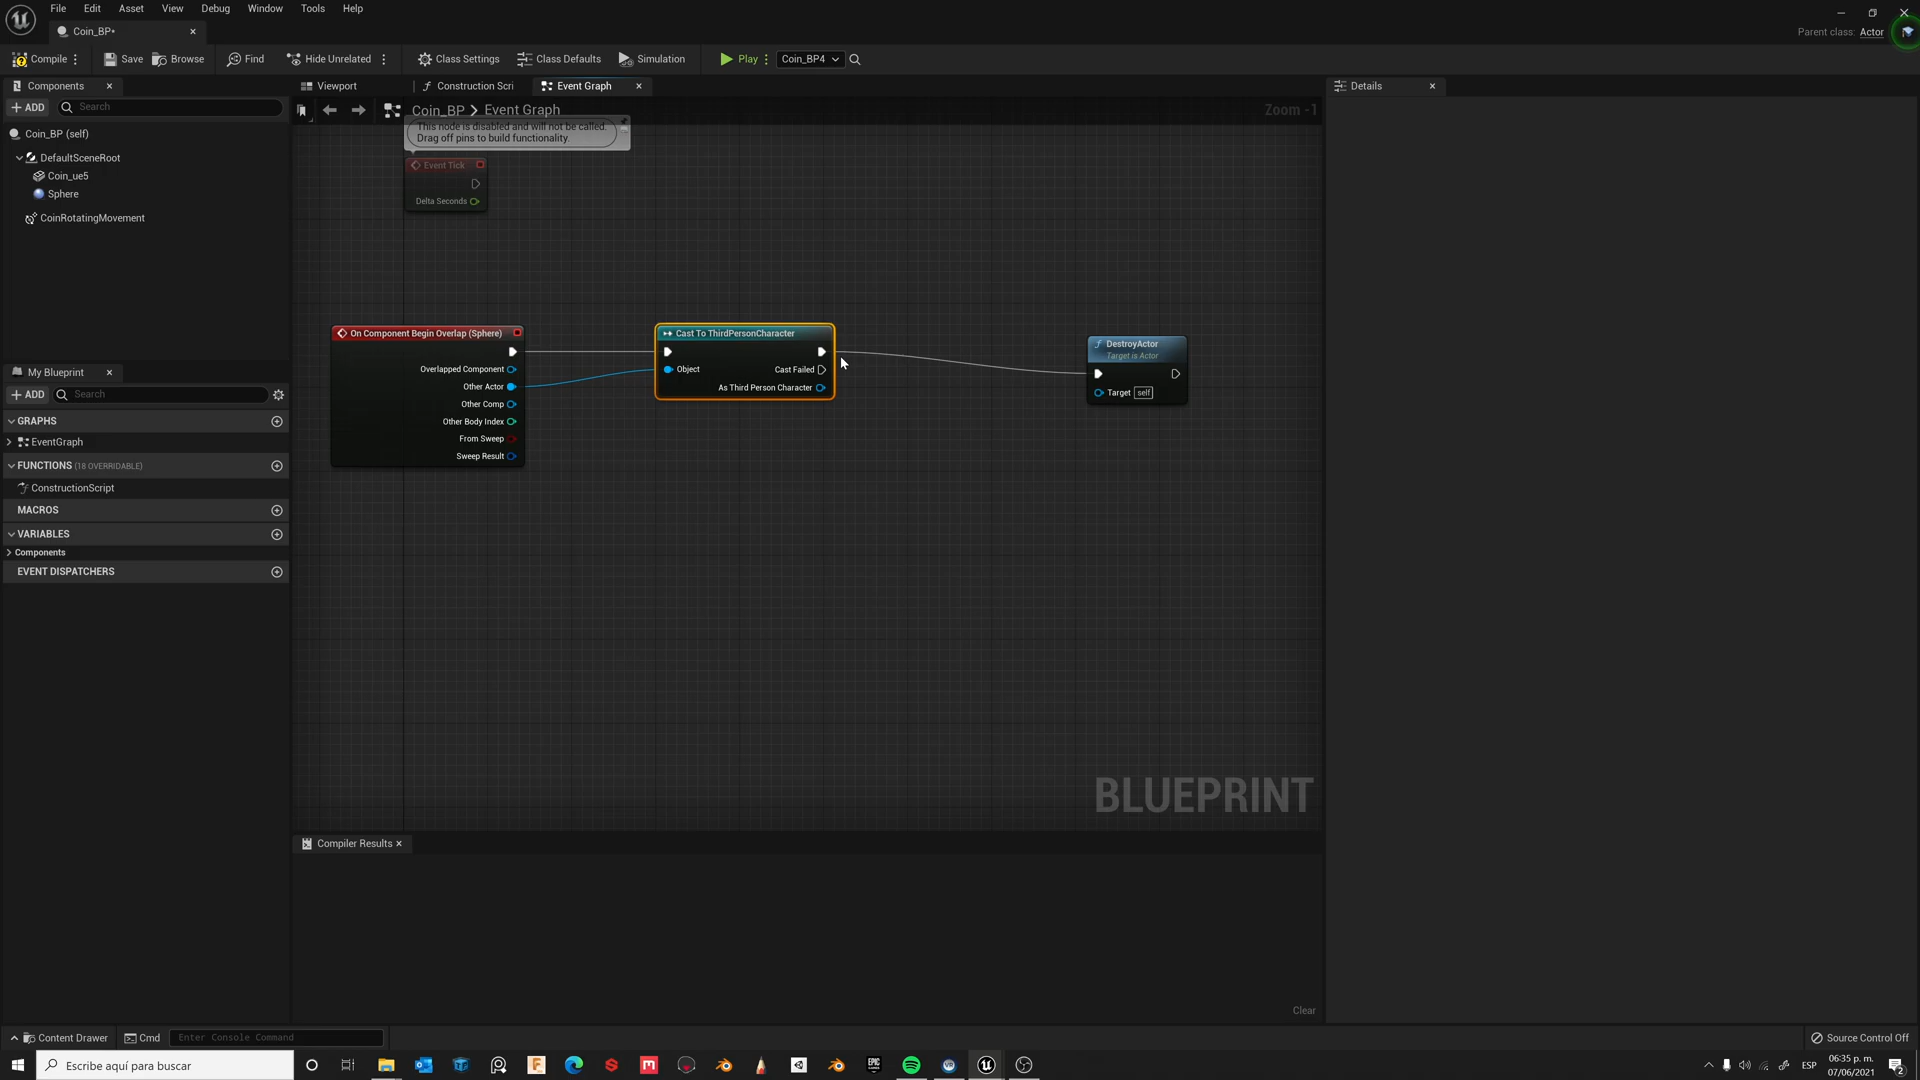 File Edit Asset View Debug Window Tools Help
Coin_BP*
Parent class: Actor
Compile Save Browse Find Hide Unrelated Class Settings Class Defaults Simulation Play Coin_BP4
Components Viewport Construction Scri Event Graph Details
ADD Search
Coin_BP > Event Graph
Zoom -1
This node is disabled and will not be called.
Drag off pins to build functionality.
Coin_BP (self)
DefaultSceneRoot
Coin_ue5
Sphere
CoinRotatingMovement
Event Tick
Delta Seconds
On Component Begin Overlap (Sphere)
Overlapped Component
Other Actor
Other Comp
Other Body Index
From Sweep
Sweep Result
Cast To ThirdPersonCharacter
Object Cast Failed
As Third Person Character
DestroyActor
Target is Actor
Target self
My Blueprint
ADD Search
GRAPHS
EventGraph
FUNCTIONS (18 OVERRIDABLE)
ConstructionScript
MACROS
VARIABLES
Components
EVENT DISPATCHERS
BLUEPRINT
Compiler Results
Clear
Content Drawer Cmd Enter Console Command
Source Control Off
Escribe aquí para buscar
EPIC
ESP
06:35 p. m.
07/06/2021
2